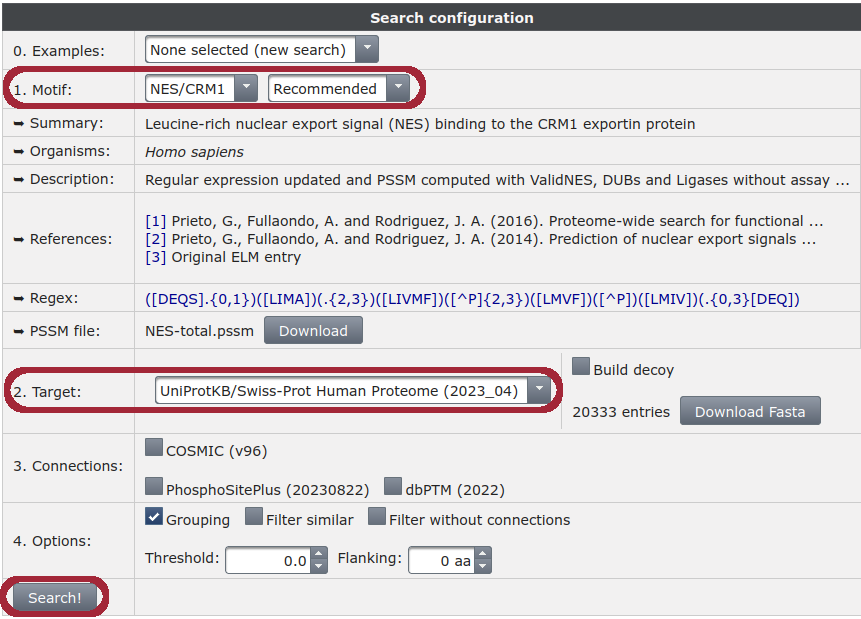 Search configuration
0. Examples: None selected (new search)
1. Motif: NES/CRM1 Recommended
➥ Summary: Leucine-rich nuclear export signal (NES) binding to the CRM1 exportin protein
➥ Organisms: Homo sapiens
➥ Description: Regular expression updated and PSSM computed with ValidNES, DUBs and Ligases without assay ...
[1] Prieto, G., Fullaondo, A. and Rodriguez, J. A. (2016). Proteome-wide search for functional ...
➥ References: [2] Prieto, G., Fullaondo, A. and Rodriguez, J. A. (2014). Prediction of nuclear export signals ...
[3] Original ELM entry
➥ Regex: ([DEQS].{0,1})([LIMA])(.{2,3})([LIVMF])([^P]{2,3})([LMVF])([^P])([LMIV])(.{0,3}[DEQ])
➥ PSSM file: NES-total.pssm Download
2. Target: UniProtKB/Swiss-Prot Human Proteome (2023_04)
Build decoy
20333 entries Download Fasta
3. Connections:
COSMIC (v96)
PhosphoSitePlus (20230822) dbPTM (2022)
4. Options:
Grouping Filter similar Filter without connections
Threshold: 0.0 Flanking: 0 aa
Search!